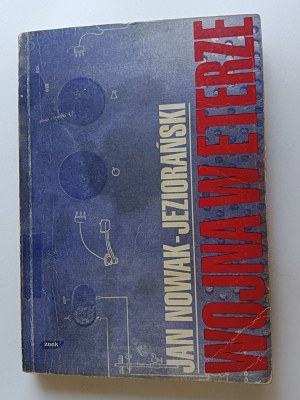 JAN NOWAK-JEZIORAŃSKI
WOJNA W ETERZE
znak